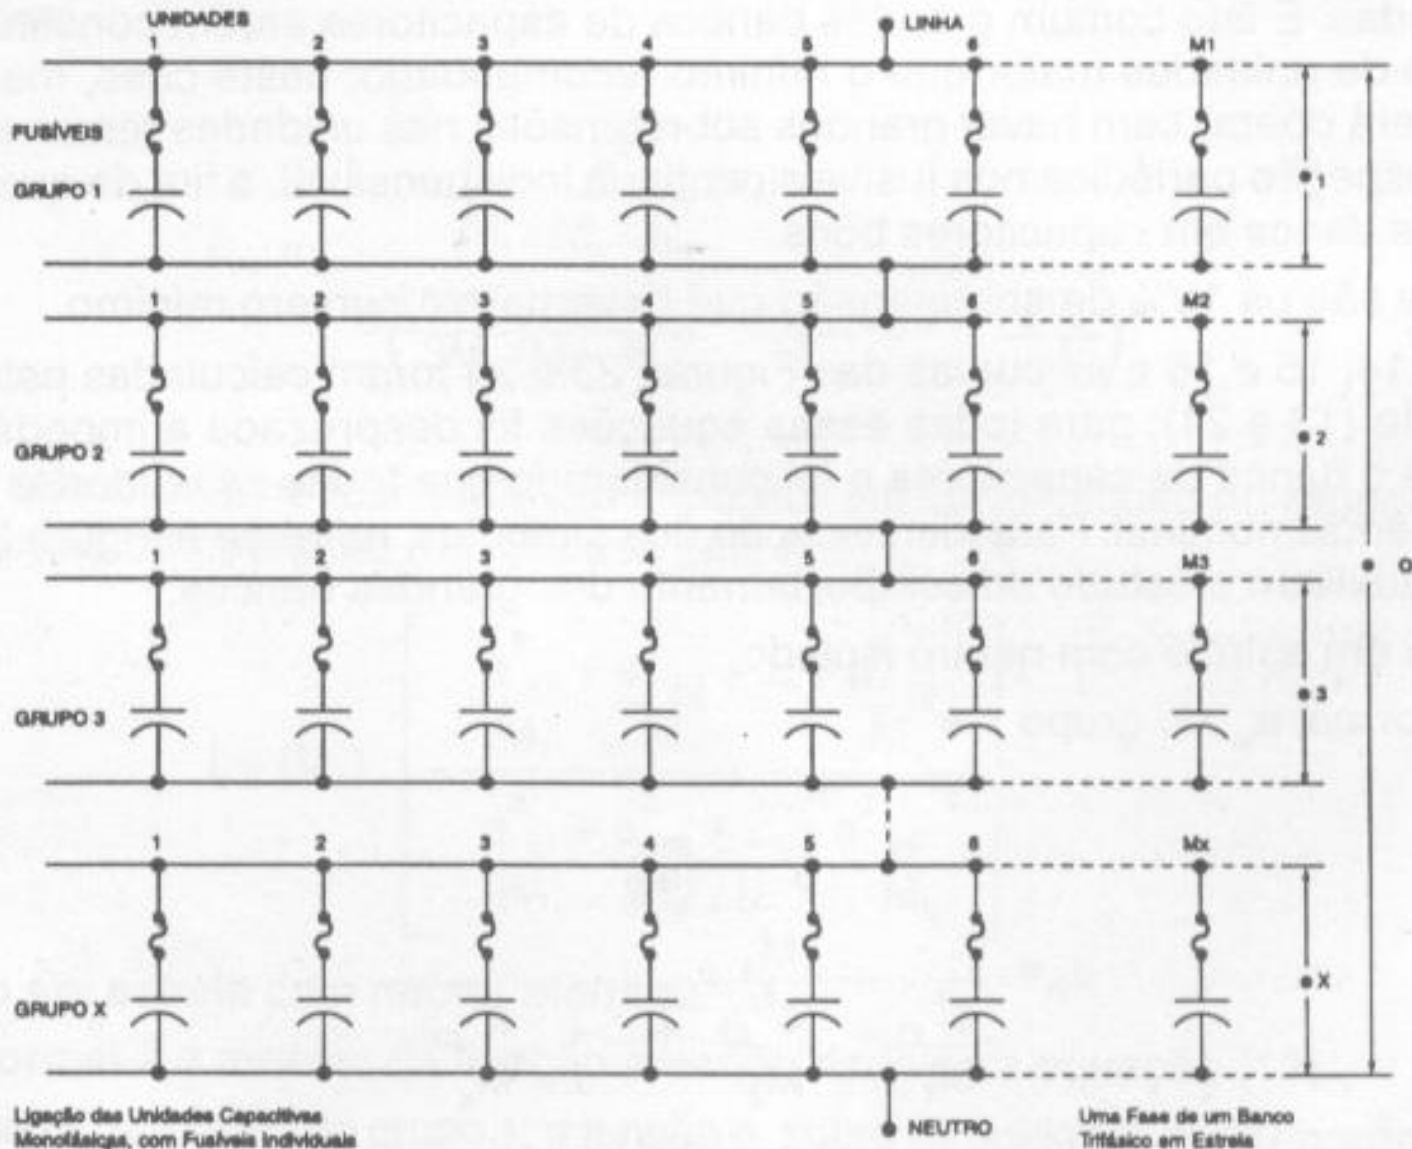 UNIDADES
LINHA
1 2 3 4 5 6 M1
FUSÍVEIS
GRUPO 1
1
1 2 3 4 5 6 M2
GRUPO 2
2
1 2 3 4 5 6 M3
GRUPO 3
3
O
1 2 3 4 5 6 Mx
GRUPO X
X
NEUTRO
Ligação das Unidades Capacitivas
Monofásicas, com Fusíveis Individuais
Uma Fase de um Banco
Trifásico em Estrela